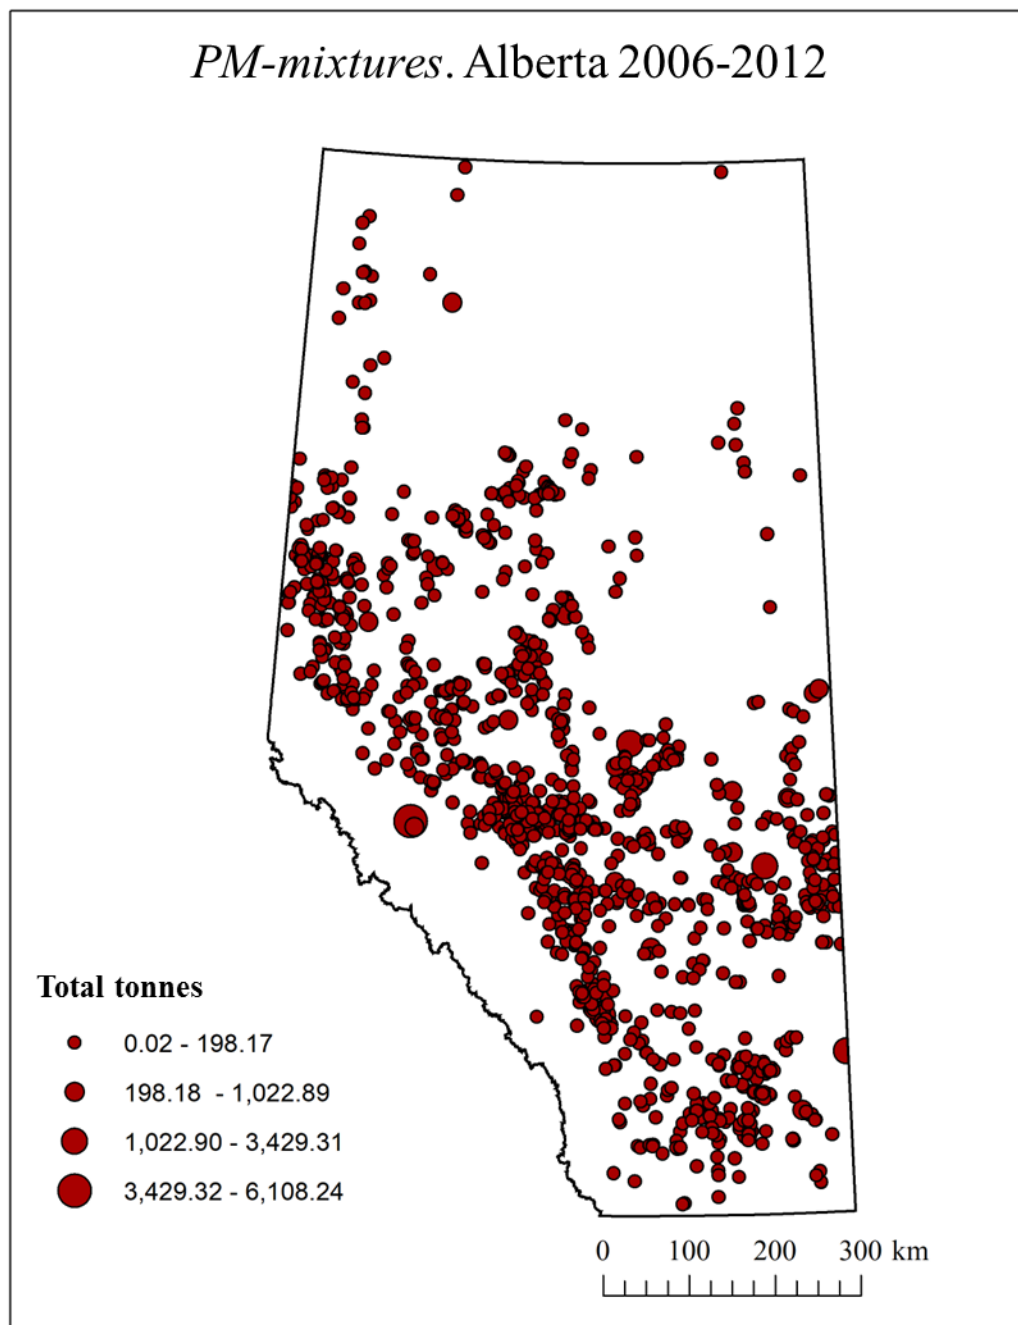 PM-mixtures. Alberta 2006-2012
Total tonnes
0.02 - 198.17
198.18 - 1,022.89
1,022.90 - 3,429.31
3,429.32 - 6,108.24
0 100 200 300 km